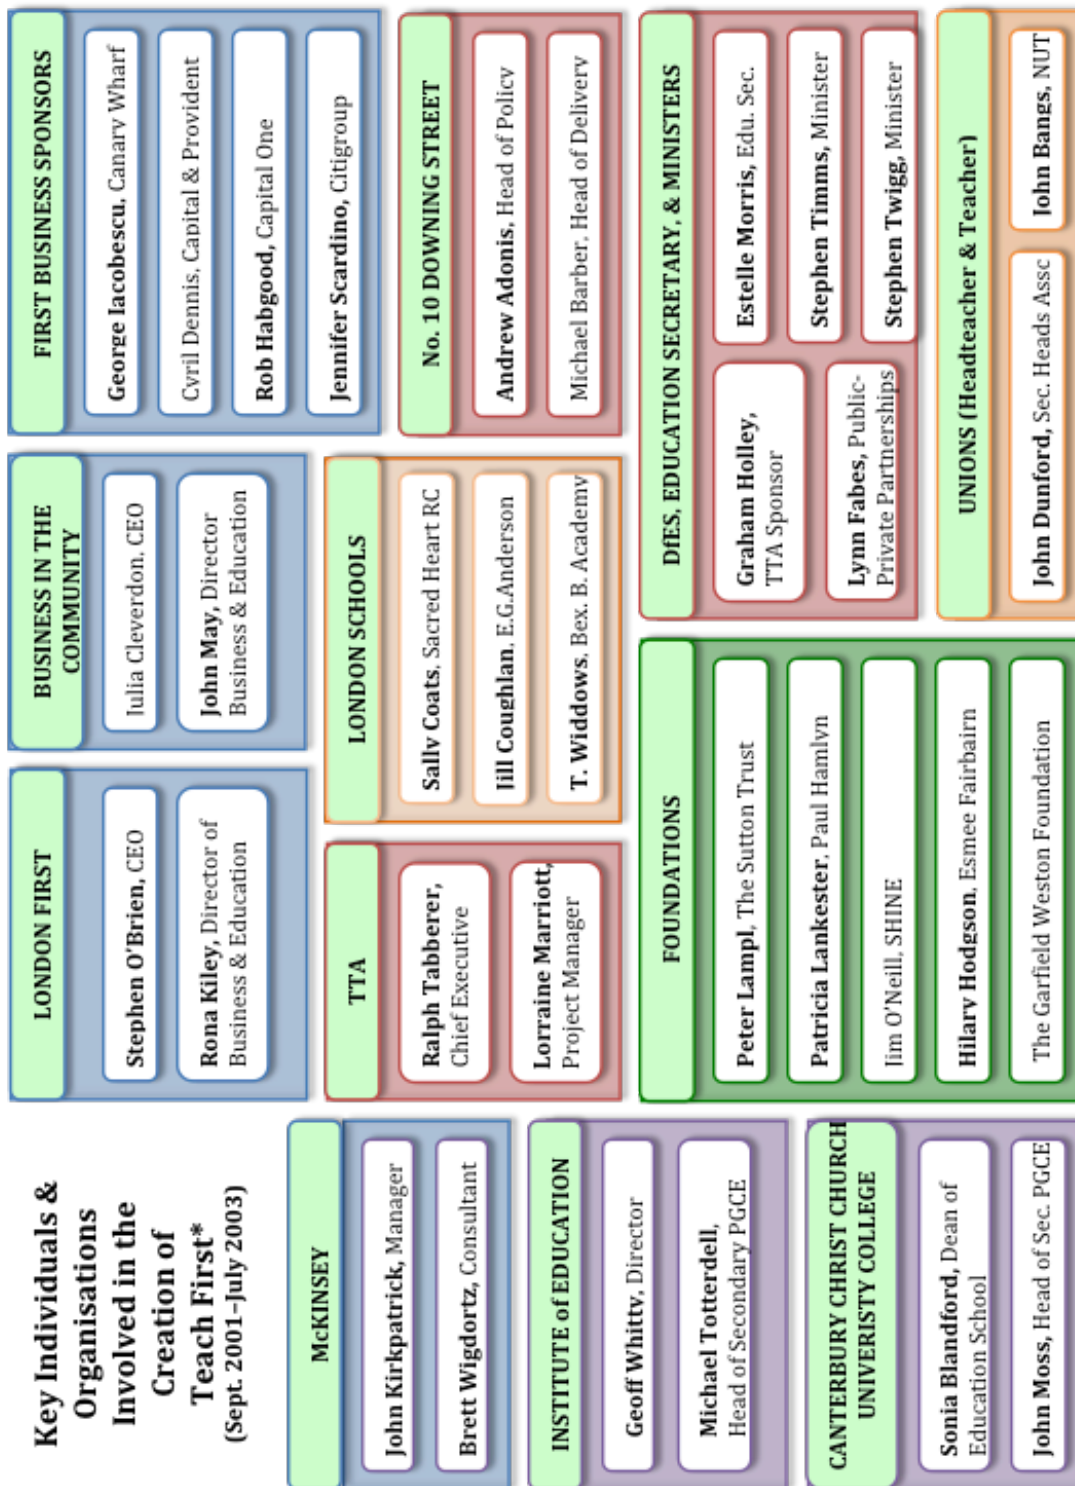 Key Individuals &
Organisations
Involved in the
Creation of
Teach First*
(Sept. 2001–July 2003)
LONDON FIRST
Stephen O'Brien, CEO
Rona Kiley, Director of
Business & Education
BUSINESS IN THE
COMMUNITY
Julia Cleverdon, CEO
John May, Director
Business & Education
FIRST BUSINESS SPONSORS
George Iacobescu, Canary Wharf
Cyril Dennis, Capital & Provident
Rob Habgood, Capital One
Jennifer Scardino, Citigroup
McKINSEY
John Kirkpatrick, Manager
Brett Wigdortz, Consultant
TTA
Ralph Tabberer,
Chief Executive
Lorraine Marriott,
Project Manager
LONDON SCHOOLS
Sally Coats, Sacred Heart RC
Jill Coughlan, E.G.Anderson
T. Widdows, Bex. B. Academy
No. 10 DOWNING STREET
Andrew Adonis, Head of Policy
Michael Barber, Head of Delivery
INSTITUTE of EDUCATION
Geoff Whitty, Director
Michael Totterdell,
Head of Secondary PGCE
FOUNDATIONS
Peter Lampl, The Sutton Trust
Patricia Lankester, Paul Hamlyn
Jim O'Neill, SHINE
Hilary Hodgson, Esmee Fairbairn
The Garfield Weston Foundation
DfES, EDUCATION SECRETARY, & MINISTERS
Graham Holley,
TTA Sponsor
Lynn Fabes, Public-
Private Partnerships
Estelle Morris, Edu. Sec.
Stephen Timms, Minister
Stephen Twigg, Minister
CANTERBURY CHRIST CHURCH
UNIVERISTY COLLEGE
Sonia Blandford, Dean of
Education School
John Moss, Head of Sec. PGCE
UNIONS (Headteacher & Teacher)
John Dunford, Sec. Heads Assc
John Bangs, NUT